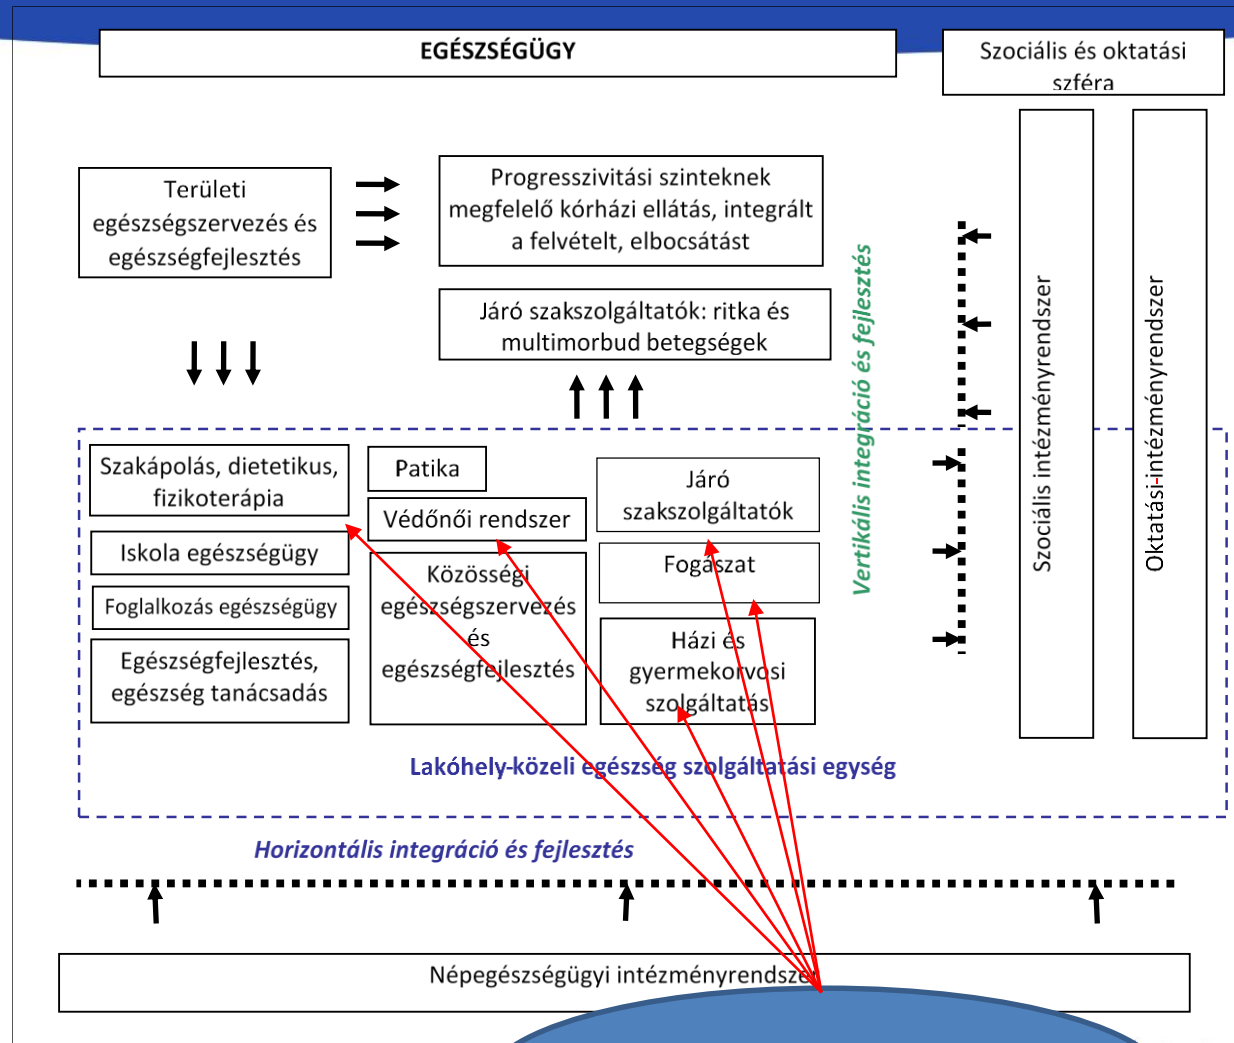 EGÉSZSÉGÜGY
Szociális és oktatási
szféra
Területi
egészségszervezés és
egészségfejlesztés
Progresszivitási szinteknek
megfelelő kórházi ellátás, integrált
a felvételt, elbocsátást
Járó szakszolgáltatók: ritka és
multimorbud betegségek
Vertikális integráció és fejlesztés
Szociális intézményrendszer
Oktatási-intézményrendszer
Szakápolás, dietetikus,
fizikoterápia
Iskola egészségügy
Foglalkozás egészségügy
Egészségfejlesztés,
egészség tanácsadás
Patika
Védőnői rendszer
Közösségi
egészségszervezés
és
egészségfejlesztés
Járó
szakszolgáltatók
Fogászat
Házi és
gyermekorvosi
szolgáltatás
Lakóhely-közeli egészség szolgáltatási egység
Horizontális integráció és fejlesztés
Népegészségügyi intézményrendszer